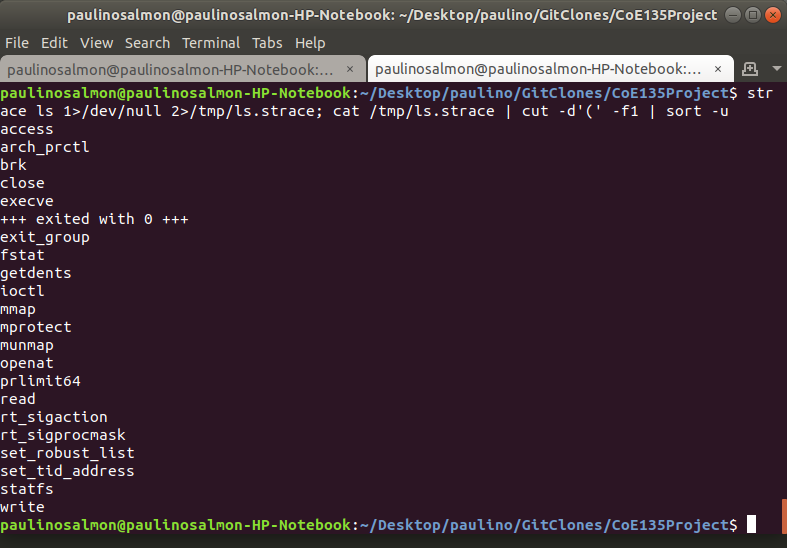 paulinosalmon@paulinosalmon-HP-Notebook: ~/Desktop/paulino/GitClones/CoE135Project
File Edit View Search Terminal Tabs Help
paulinosalmon@paulinosalmon-HP-Notebook:... × paulinosalmon@paulinosalmon-HP-Notebook:... ×
paulinosalmon@paulinosalmon-HP-Notebook:~/Desktop/paulino/GitClones/CoE135Project$ str
ace ls 1>/dev/null 2>/tmp/ls.strace; cat /tmp/ls.strace | cut -d'(' -f1 | sort -u
access
arch_prctl
brk
close
execve
+++ exited with 0 +++
exit_group
fstat
getdents
ioctl
mmap
mprotect
munmap
openat
prlimit64
read
rt_sigaction
rt_sigprocmask
set_robust_list
set_tid_address
statfs
write
paulinosalmon@paulinosalmon-HP-Notebook:~/Desktop/paulino/GitClones/CoE135Project$